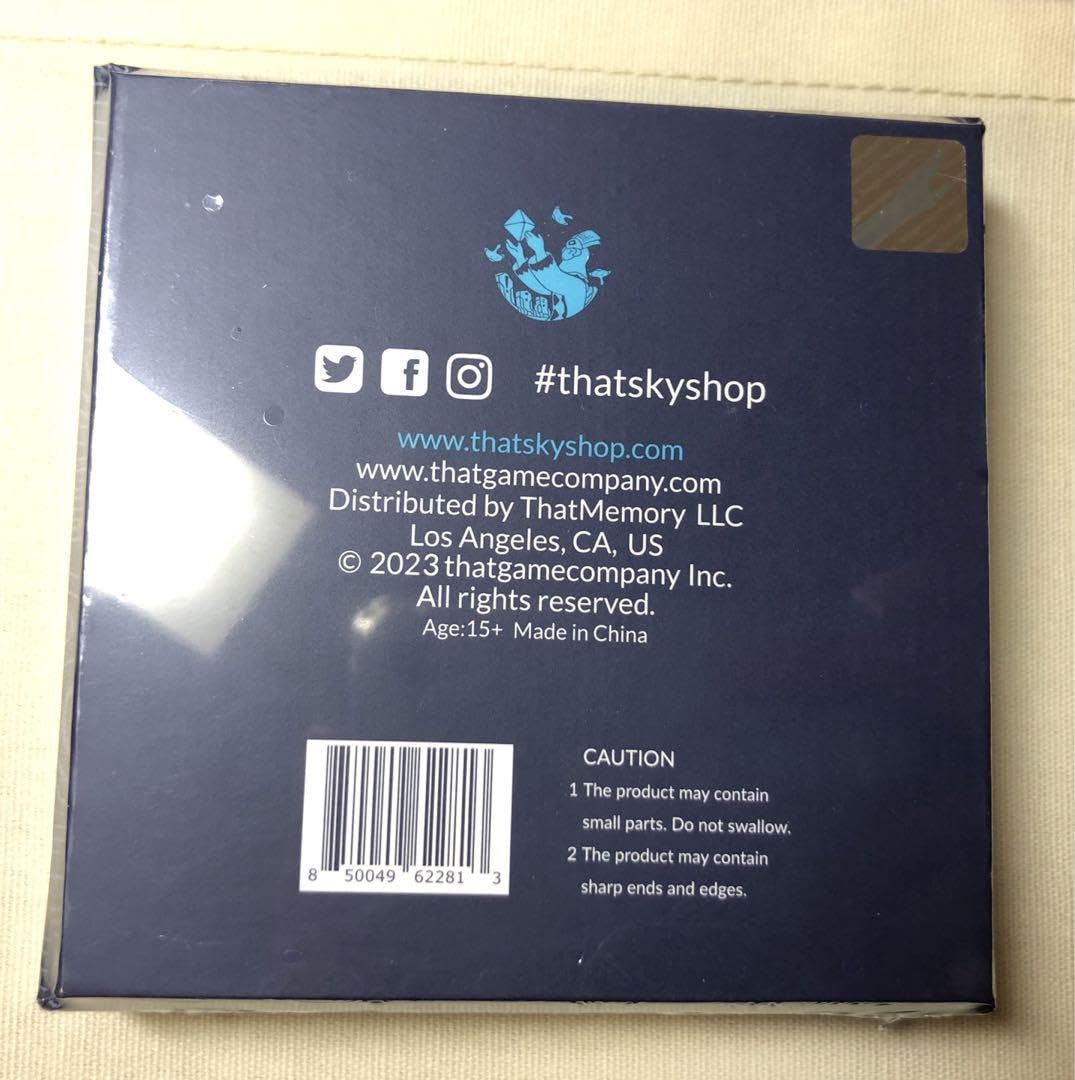 #thatskyshop
www.thatskyshop.com
www.thatgamecompany.com
Distributed by ThatMemory LLC
Los Angeles, CA, US
© 2023 thatgamecompany Inc.
All rights reserved.
Age:15+ Made in China
8 50049 62281 3
CAUTION
1 The product may contain
small parts. Do not swallow.
2 The product may contain
sharp ends and edges.